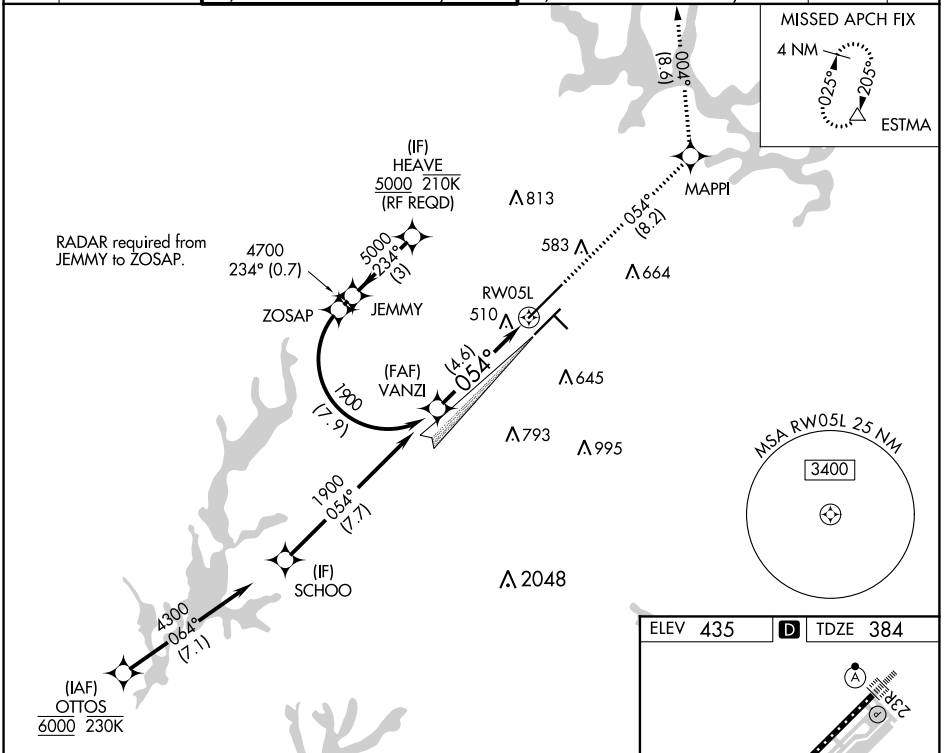 MISSED APCH FIX
4 NM
025°
205°
ESTMA
004°
(8.6)
MAPPI
054°
(8.2)
(IF)
HEAVE
5000 210K
(RF REQD)
813
583
664
RADAR required from
JEMMY to ZOSAP.
4700
234° (0.7)
5000
234°
(3)
ZOSAP
JEMMY
RW05L
510
(FAF)
VANZI
(4.6)
054°
645
1900
(7.9)
793
995
MSA RW05L 25 NM
3400
1900
054°
(7.7)
(IF)
SCHOO
2048
4300
064°
(7.1)
(IAF)
OTTOS
6000 230K
ELEV 435 D TDZE 384
A
P
23R